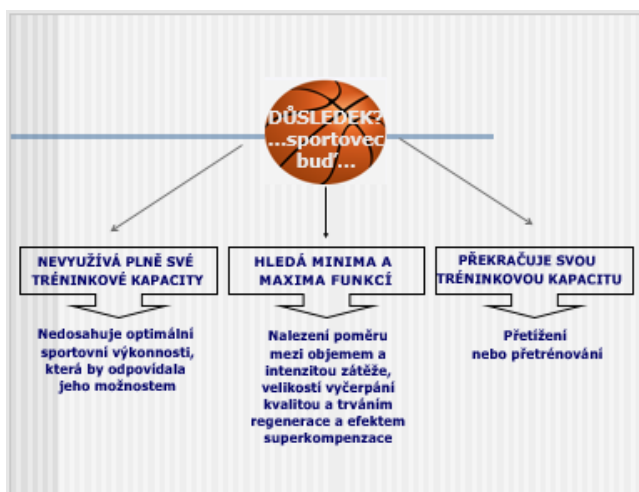 DŮSLEDEK?
...sportovec
buď...
NEVYUŽÍVÁ PLNĚ SVÉ
TRÉNINKOVÉ KAPACITY
Nedosahuje optimální
sportovní výkonnosti,
která by odpovídala
jeho možnostem
HLEDÁ MINIMA A
MAXIMA FUNKCÍ
Nalezení poměru
mezi objemem a
intenzitou zátěže,
velikostí vyčerpání
kvalitou a trváním
regenerace a efektem
superkompenzace
PŘEKRAČUJE SVOU
TRÉNINKOVOU KAPACITU
Přetížení
nebo přetrénování